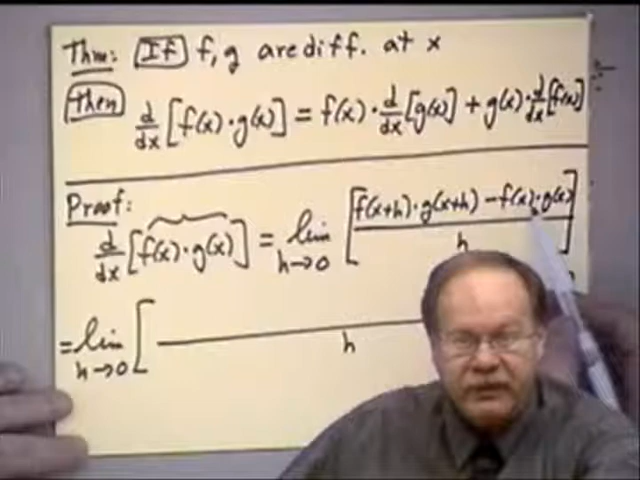 Thm: If f, g are diff. at x
Then d/dx [f(x)·g(x)] = f(x)·d/dx[g(x)] + g(x)·d/dx[f(x)]
Proof:
d/dx [f(x)·g(x)] = lim h→0 [f(x+h)·g(x+h) − f(x)·g(x) / h]
= lim h→0 [ / h